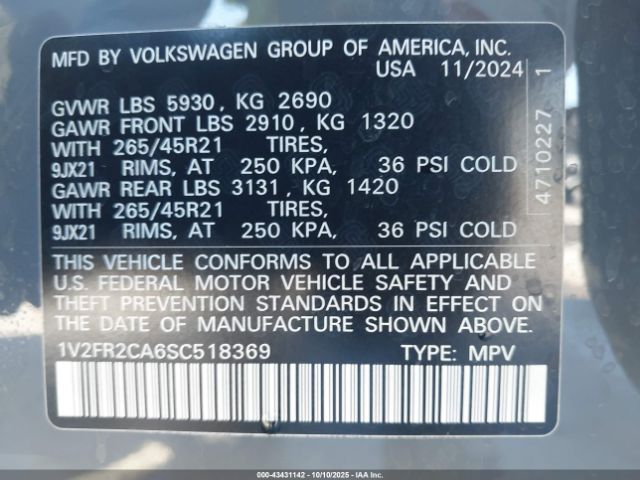 MFD BY VOLKSWAGEN GROUP OF AMERICA, INC.
USA 11/2024
GVWR LBS 5930, KG 2690
GAWR FRONT LBS 2910, KG 1320
WITH 265/45R21 TIRES,
9JX21 RIMS, AT 250 KPA, 36 PSI COLD
GAWR REAR LBS 3131, KG 1420
WITH 265/45R21 TIRES,
9JX21 RIMS, AT 250 KPA, 36 PSI COLD
4710227 1
THIS VEHICLE CONFORMS TO ALL APPLICABLE
U.S. FEDERAL MOTOR VEHICLE SAFETY AND
THEFT PREVENTION STANDARDS IN EFFECT ON
THE DATE OF MANUFACTURE SHOWN ABOVE.
1V2FR2CA6SC518369 TYPE: MPV
000-43431142 - 10/10/2025 - COPYRIGHT IAA, LLC.